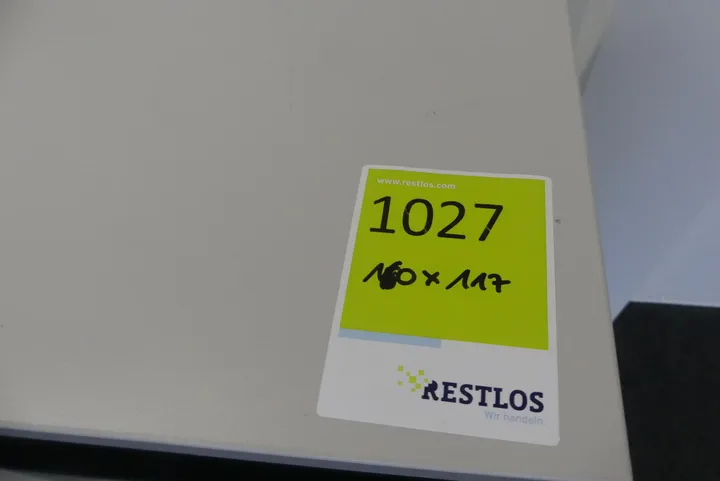 www.restlos.com
1027
160 x 117
RESTLOS
Wir handeln